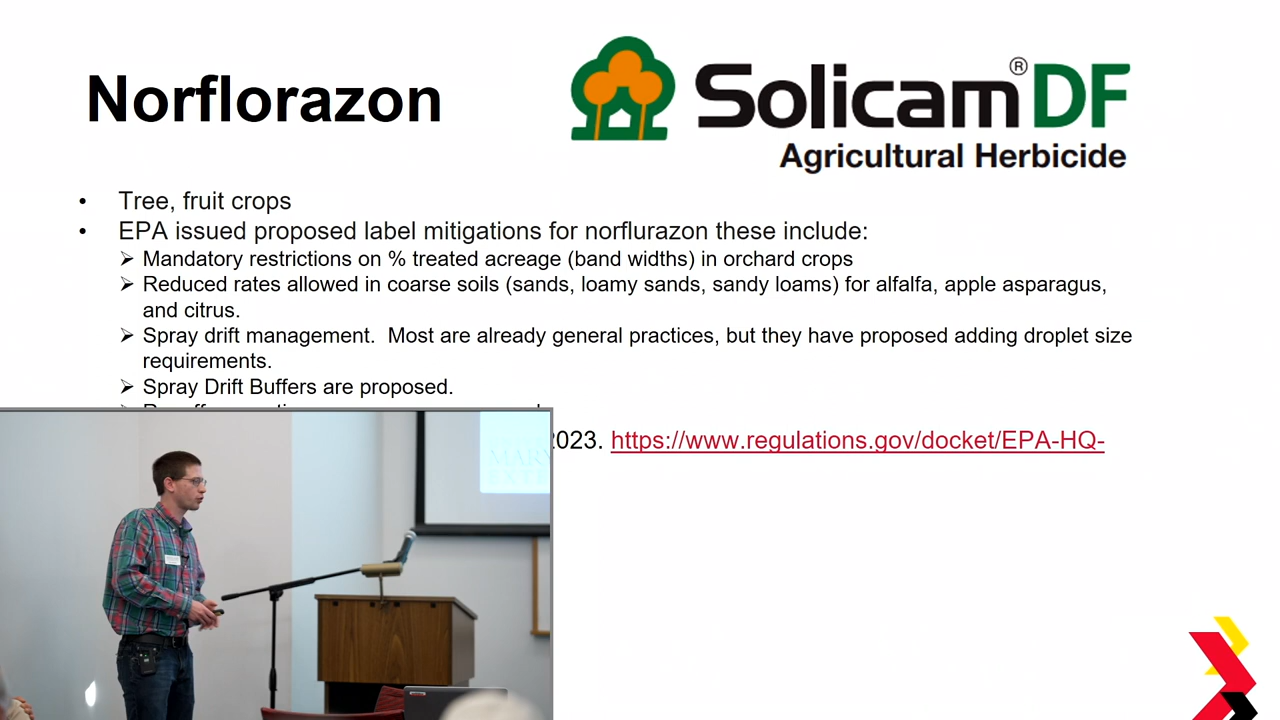 Norflorazon
Solicam® DF
Agricultural Herbicide
• Tree, fruit crops
• EPA issued proposed label mitigations for norflurazon these include:
➢ Mandatory restrictions on % treated acreage (band widths) in orchard crops
➢ Reduced rates allowed in coarse soils (sands, loamy sands, sandy loams) for alfalfa, apple asparagus,
and citrus.
➢ Spray drift management.  Most are already general practices, but they have proposed adding droplet size
requirements.
➢ Spray Drift Buffers are proposed.
2023. https://www.regulations.gov/docket/EPA-HQ-